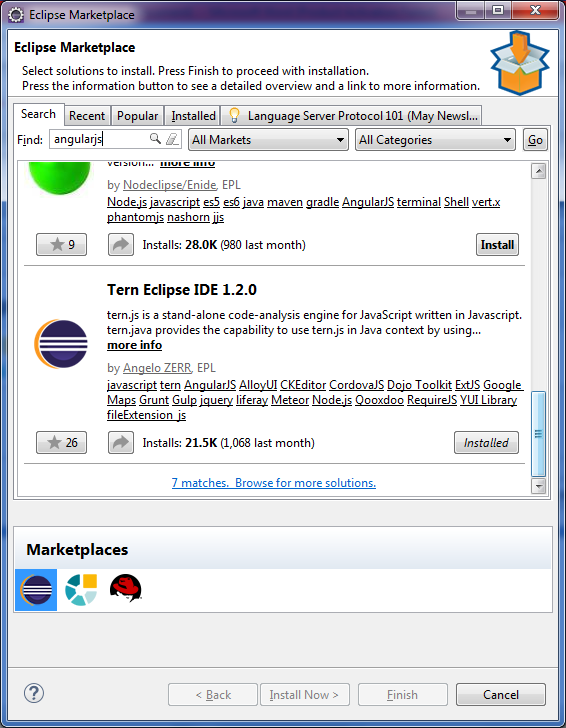 Eclipse Marketplace
Eclipse Marketplace
Select solutions to install. Press Finish to proceed with installation.
Press the information button to see a detailed overview and a link to more information.
Search Recent Popular Installed Language Server Protocol 101 (May Newsl...
Find: angularjs All Markets All Categories Go
version... more info
by Nodeclipse/Enide, EPL
Node.js javascript es5 es6 java maven gradle AngularJS terminal Shell vert.x
phantomjs nashorn jjs
9 Installs: 28.0K (980 last month) Install
Tern Eclipse IDE 1.2.0
tern.js is a stand-alone code-analysis engine for JavaScript written in Javascript.
tern.java provides the capability to use tern.js in Java context by using...
more info
by Angelo ZERR, EPL
javascript tern AngularJS AlloyUI CKEditor CordovaJS Dojo Toolkit ExtJS Google
Maps Grunt Gulp jquery liferay Meteor Node.js Qooxdoo RequireJS YUI Library
fileExtension_js
26 Installs: 21.5K (1,068 last month) Installed
7 matches. Browse for more solutions.
Marketplaces
? < Back Install Now > Finish Cancel